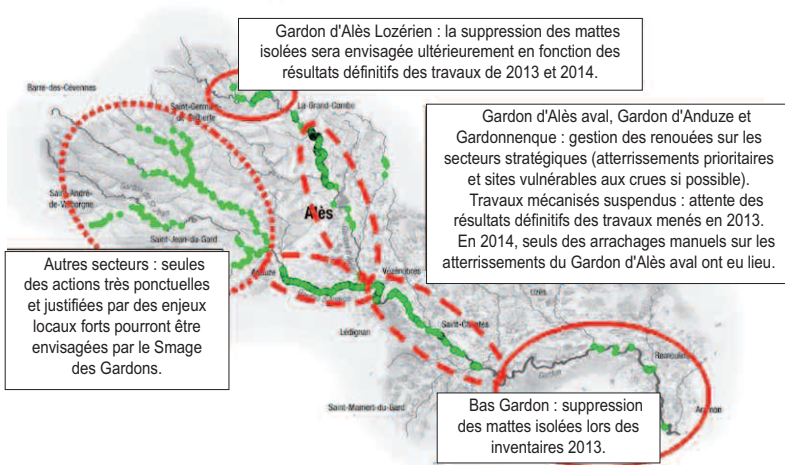 Gardon d'Alès Lozérien : la suppression des mattes
isolées sera envisagée ultérieurement en fonction des
résultats définitifs des travaux de 2013 et 2014.
Barre-des-Cévennes
Saint-Germain-
de-Calberte
La Grand-Combe
Gardon d'Alès aval, Gardon d'Anduze et
Gardonnenque : gestion des renouées sur les
secteurs stratégiques (atterrissements prioritaires
et sites vulnérables aux crues si possible).
Travaux mécanisés suspendus : attente des
résultats définitifs des travaux menés en 2013.
En 2014, seuls des arrachages manuels sur les
atterrissements du Gardon d'Alès aval ont eu lieu.
Saint-André-
de-Valborgne
Alès
Saint-Jean du Gard
Autres secteurs : seules
des actions très ponctuelles
et justifiées par des enjeux
locaux forts pourront être
envisagées par le Smage
des Gardons.
Anduze
Vézénobres
Uzès
Lédignan
Saint-Chaptes
Remoulins
Gardon
Aramon
Saint-Mamert-du-Gard
Bas Gardon : suppression
des mattes isolées lors des
inventaires 2013.